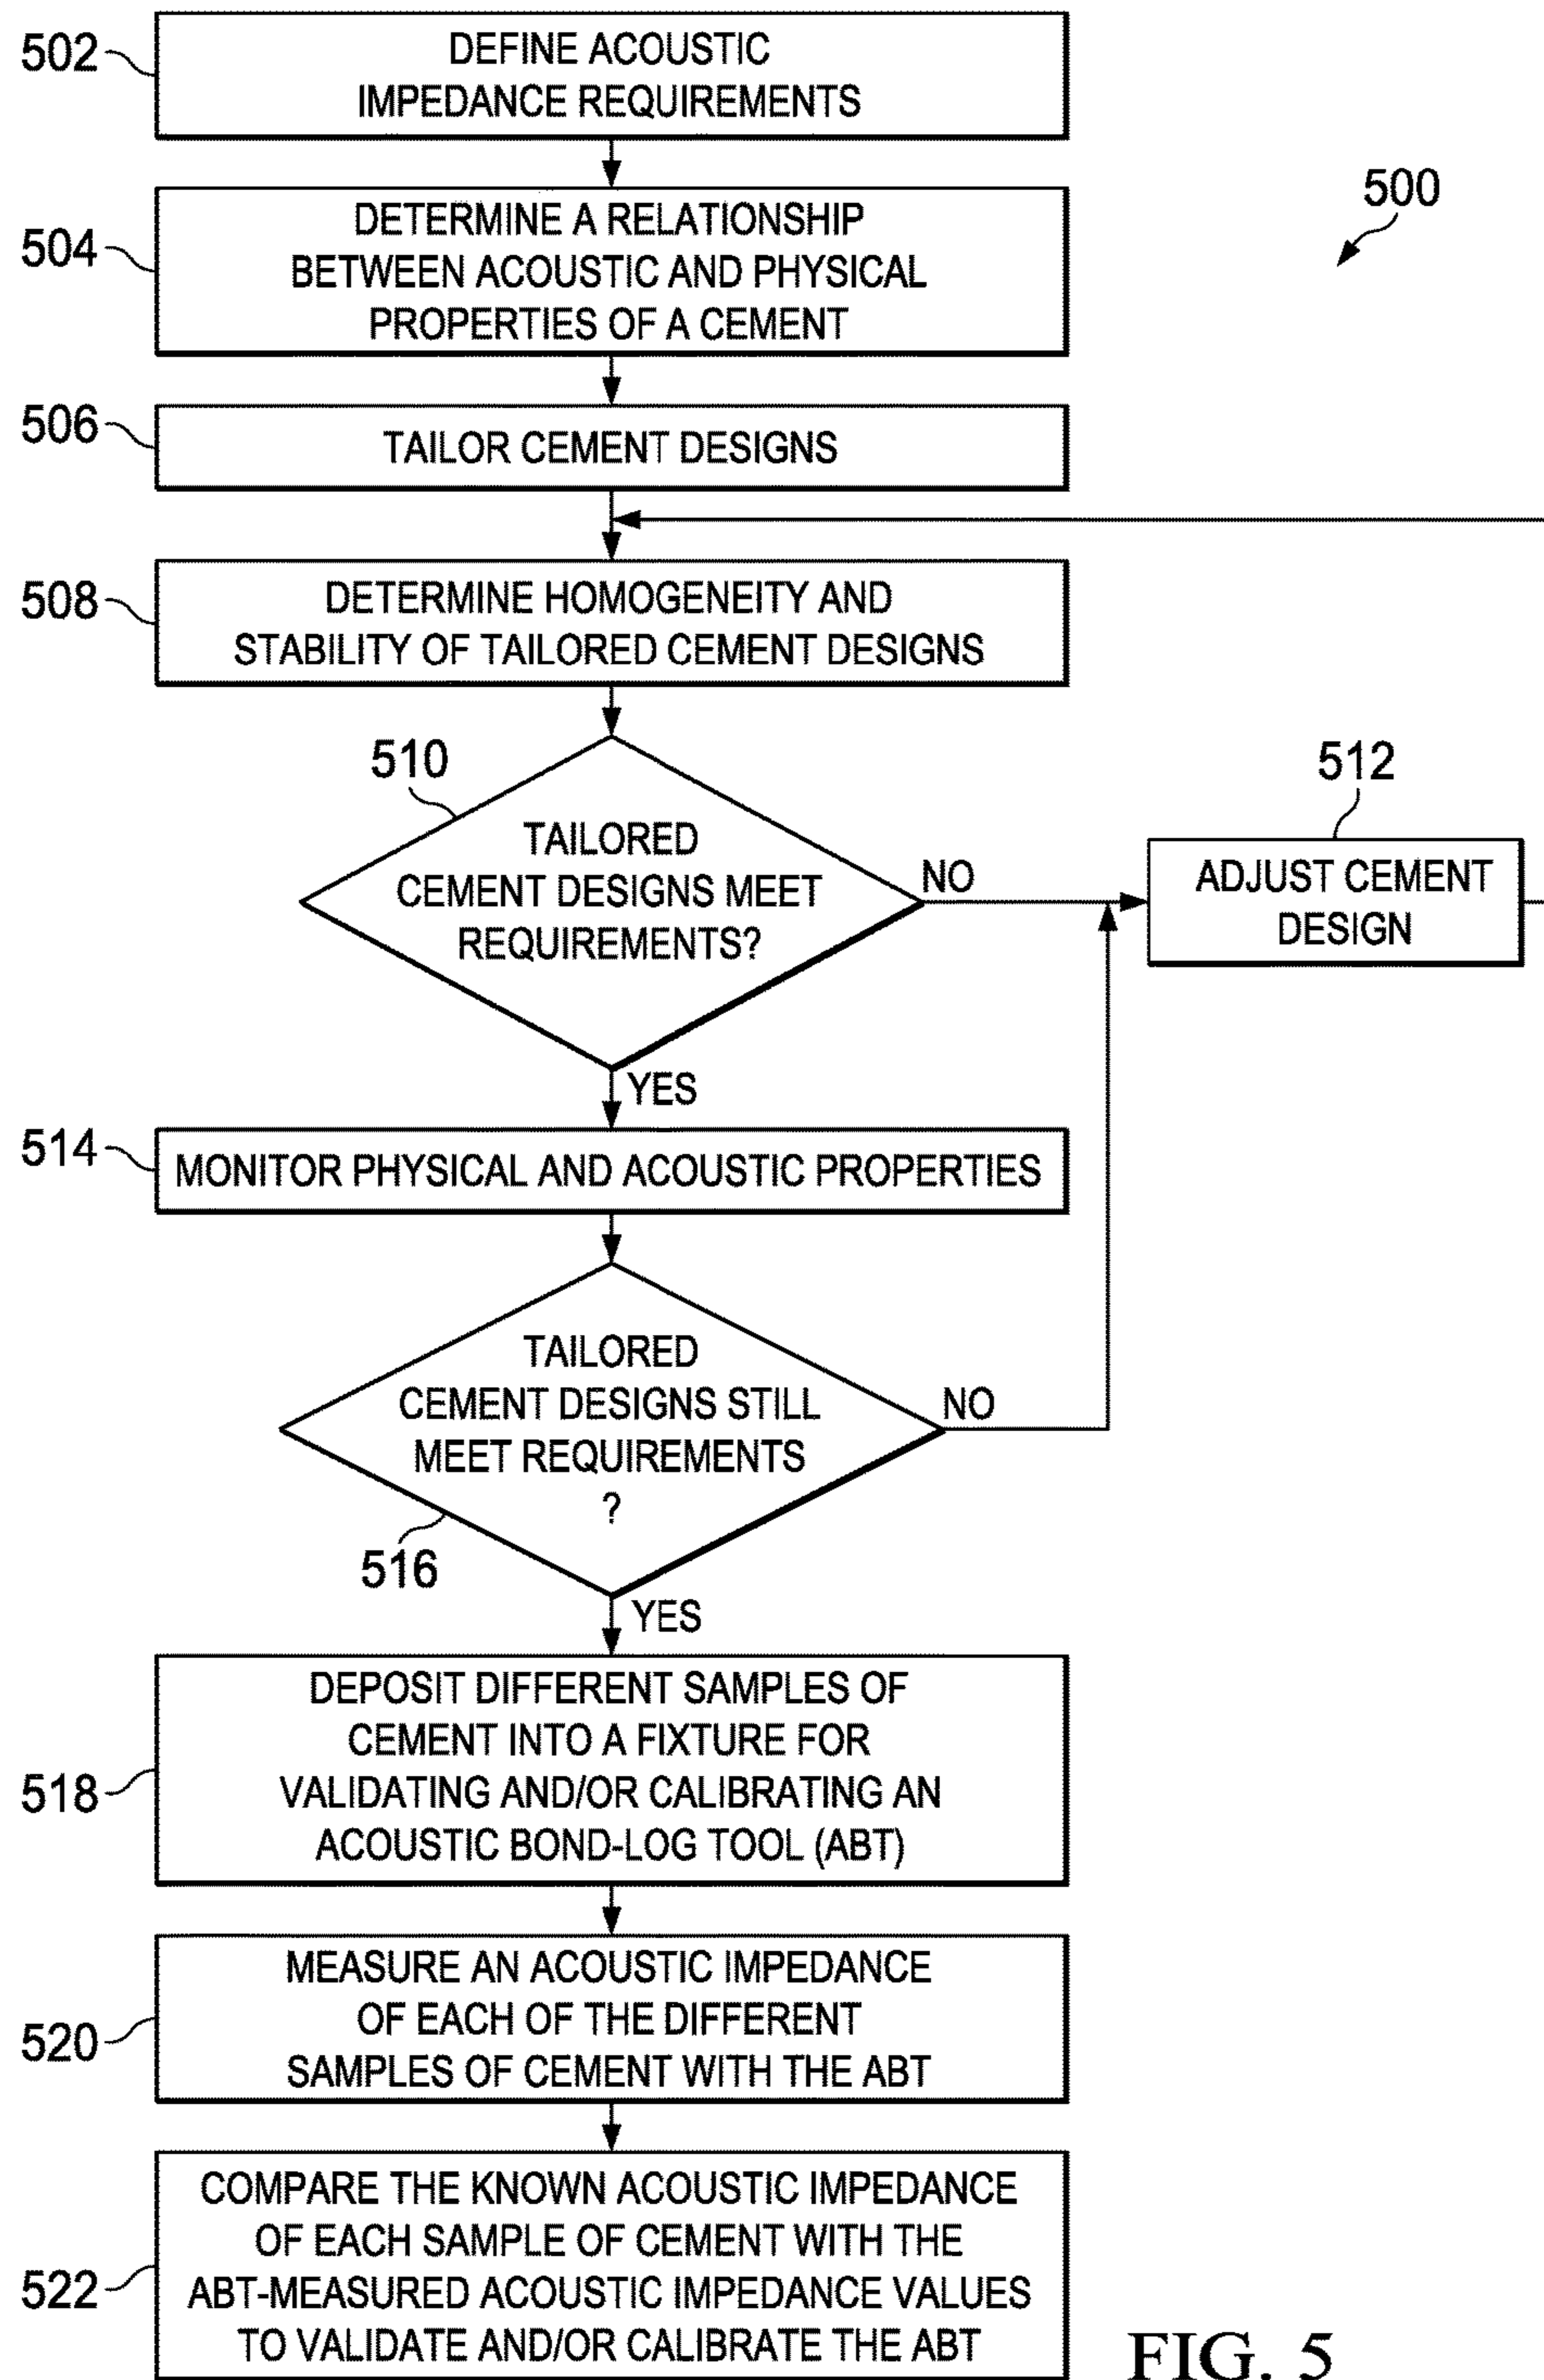 502
DEFINE ACOUSTIC
IMPEDANCE REQUIREMENTS
500
504
DETERMINE A RELATIONSHIP
BETWEEN ACOUSTIC AND PHYSICAL
PROPERTIES OF A CEMENT
506
TAILOR CEMENT DESIGNS
508
DETERMINE HOMOGENEITY AND
STABILITY OF TAILORED CEMENT DESIGNS
510
TAILORED
CEMENT DESIGNS MEET
REQUIREMENTS?
NO
512
ADJUST CEMENT
DESIGN
YES
514
MONITOR PHYSICAL AND ACOUSTIC PROPERTIES
TAILORED
CEMENT DESIGNS STILL
MEET REQUIREMENTS
?
NO
516
YES
518
DEPOSIT DIFFERENT SAMPLES OF
CEMENT INTO A FIXTURE FOR
VALIDATING AND/OR CALIBRATING AN
ACOUSTIC BOND-LOG TOOL (ABT)
520
MEASURE AN ACOUSTIC IMPEDANCE
OF EACH OF THE DIFFERENT
SAMPLES OF CEMENT WITH THE ABT
522
COMPARE THE KNOWN ACOUSTIC IMPEDANCE
OF EACH SAMPLE OF CEMENT WITH THE
ABT-MEASURED ACOUSTIC IMPEDANCE VALUES
TO VALIDATE AND/OR CALIBRATE THE ABT
FIG. 5